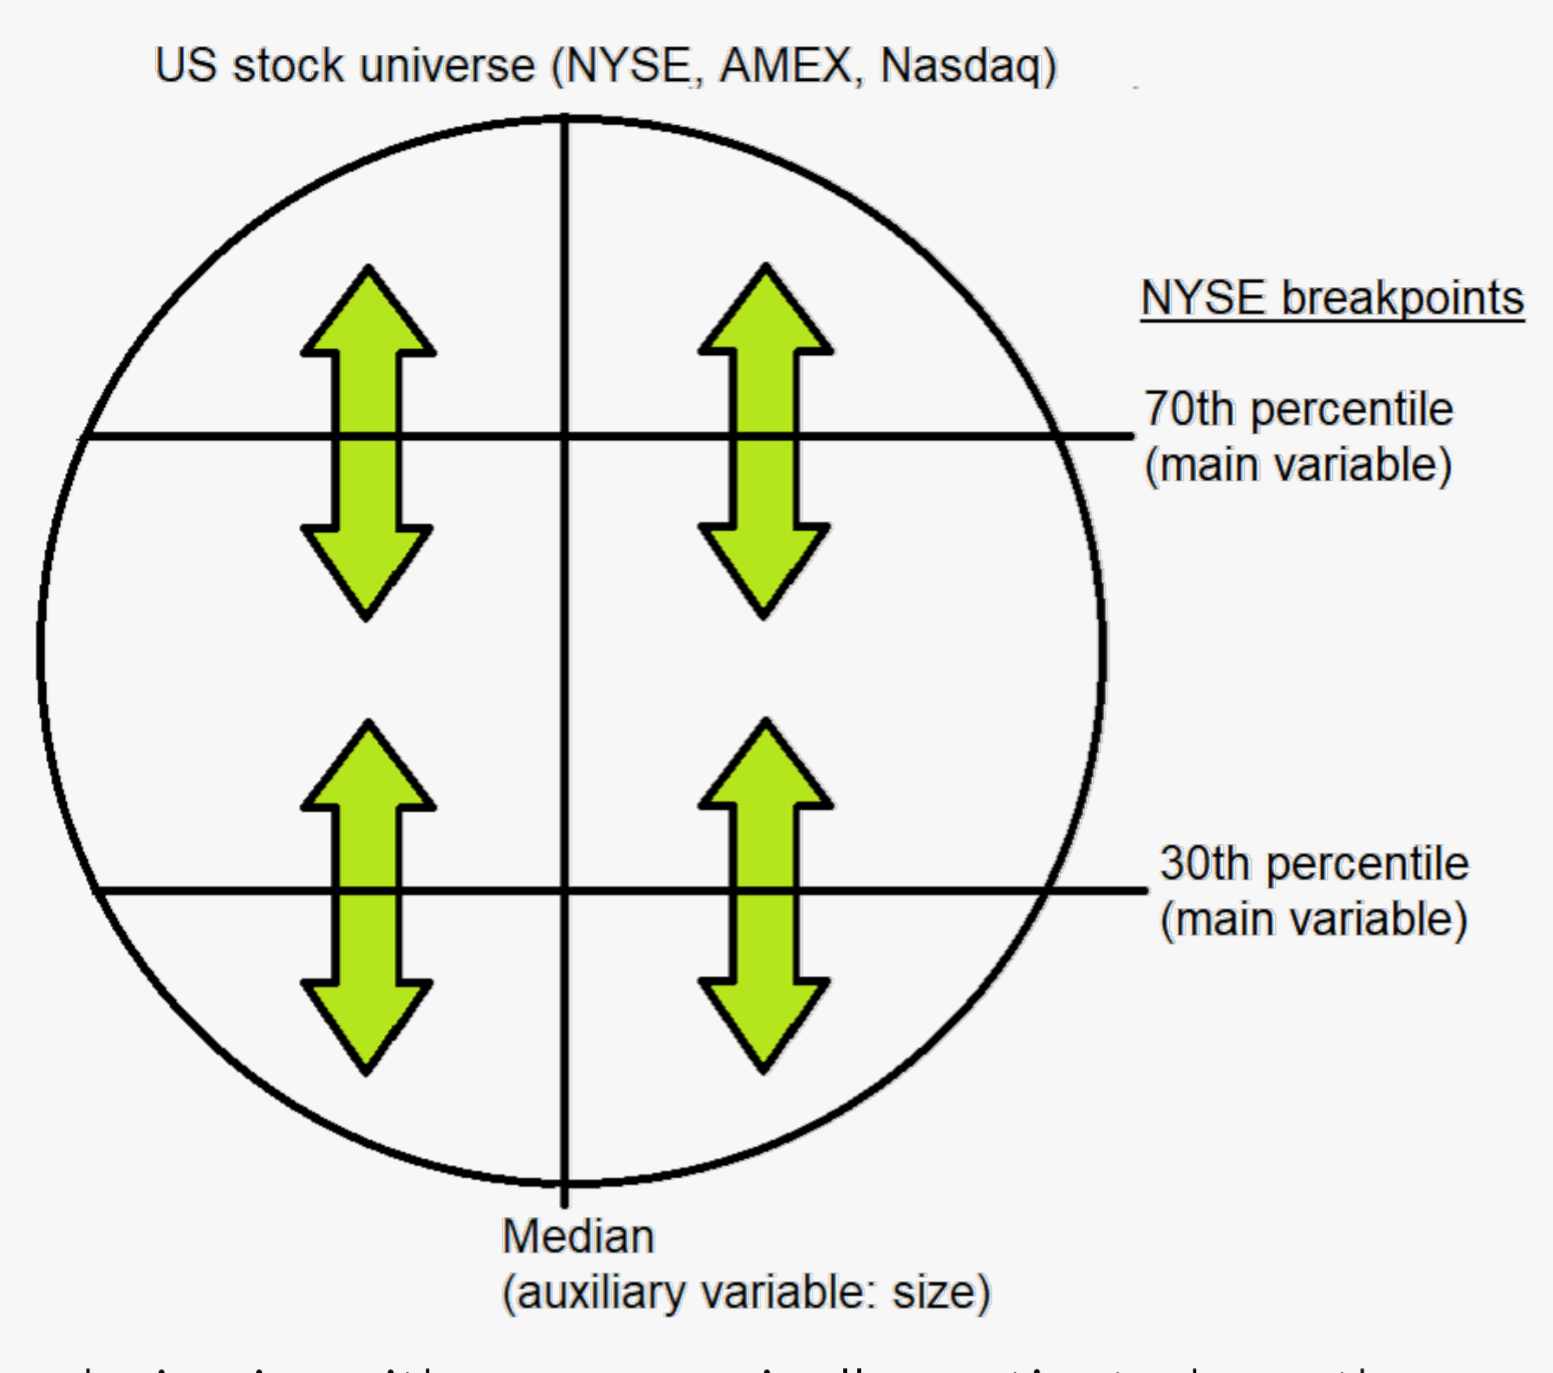 US stock universe (NYSE, AMEX, Nasdaq)
NYSE breakpoints
70th percentile
(main variable)
30th percentile
(main variable)
Median
(auxiliary variable: size)